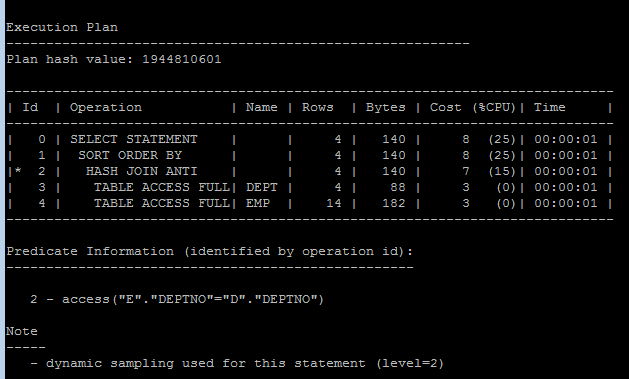 Execution Plan
----------------------------------------------------------
Plan hash value: 1944810601

----------------------------------------------------------------------------
| Id  | Operation           | Name | Rows  | Bytes | Cost (%CPU)| Time     |
----------------------------------------------------------------------------
|   0 | SELECT STATEMENT    |      |     4 |   140 |     8  (25)| 00:00:01 |
|   1 |  SORT ORDER BY      |      |     4 |   140 |     8  (25)| 00:00:01 |
|*  2 |   HASH JOIN ANTI    |      |     4 |   140 |     7  (15)| 00:00:01 |
|   3 |    TABLE ACCESS FULL| DEPT |     4 |    88 |     3   (0)| 00:00:01 |
|   4 |    TABLE ACCESS FULL| EMP  |    14 |   182 |     3   (0)| 00:00:01 |
----------------------------------------------------------------------------

Predicate Information (identified by operation id):
---------------------------------------------------

   2 - access("E"."DEPTNO"="D"."DEPTNO")

Note
-----
   - dynamic sampling used for this statement (level=2)